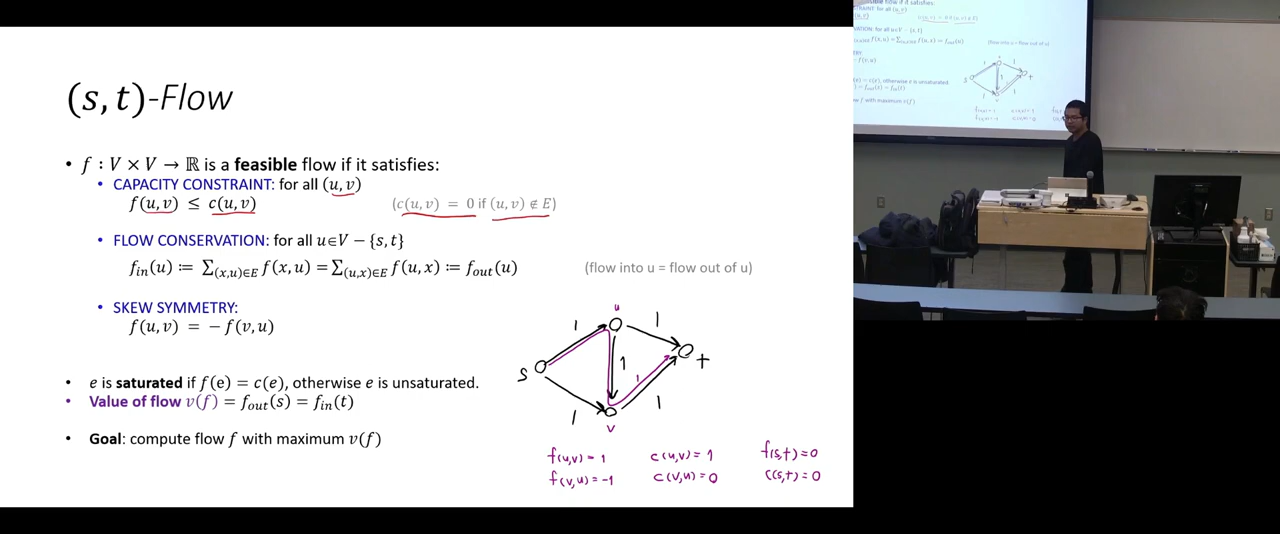 (s, t)-Flow
• f : V × V → ℝ is a feasible flow if it satisfies:
• CAPACITY CONSTRAINT: for all (u, v)
f(u, v) ≤ c(u, v) (c(u, v) = 0 if (u, v) ∉ E)
• FLOW CONSERVATION: for all u∈V − {s, t}
f_in(u) ≔ ∑_(x,u)∈E f(x, u) = ∑_(u,x)∈E f(u, x) ≔ f_out(u) (flow into u = flow out of u)
• SKEW SYMMETRY:
f(u, v) = − f(v, u)
• e is saturated if f(e) = c(e), otherwise e is unsaturated.
• Value of flow v(f) = f_out(s) = f_in(t)
• Goal: compute flow f with maximum v(f)
u
1 1
s 1 1 t
1 1
v
f(u,v) = 1 c(u,v) = 1 f(s,t) = 0
f(v,u) = -1 c(v,u) = 0 c(s,t) = 0